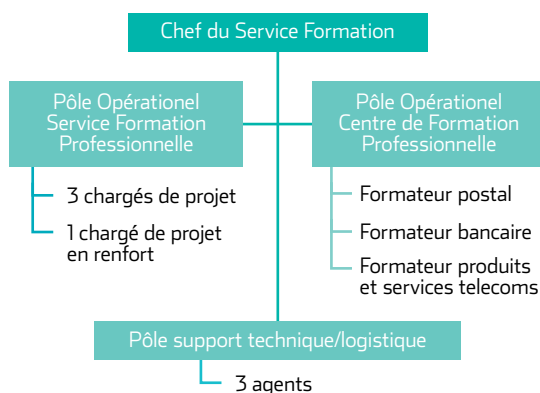 Chef du Service Formation
Pôle Opérationel
Service Formation
Professionnelle
3 chargés de projet
1 chargé de projet
en renfort
Pôle Opérationel
Centre de Formation
Professionnelle
Formateur postal
Formateur bancaire
Formateur produits
et services telecoms
Pôle support technique/logistique
3 agents